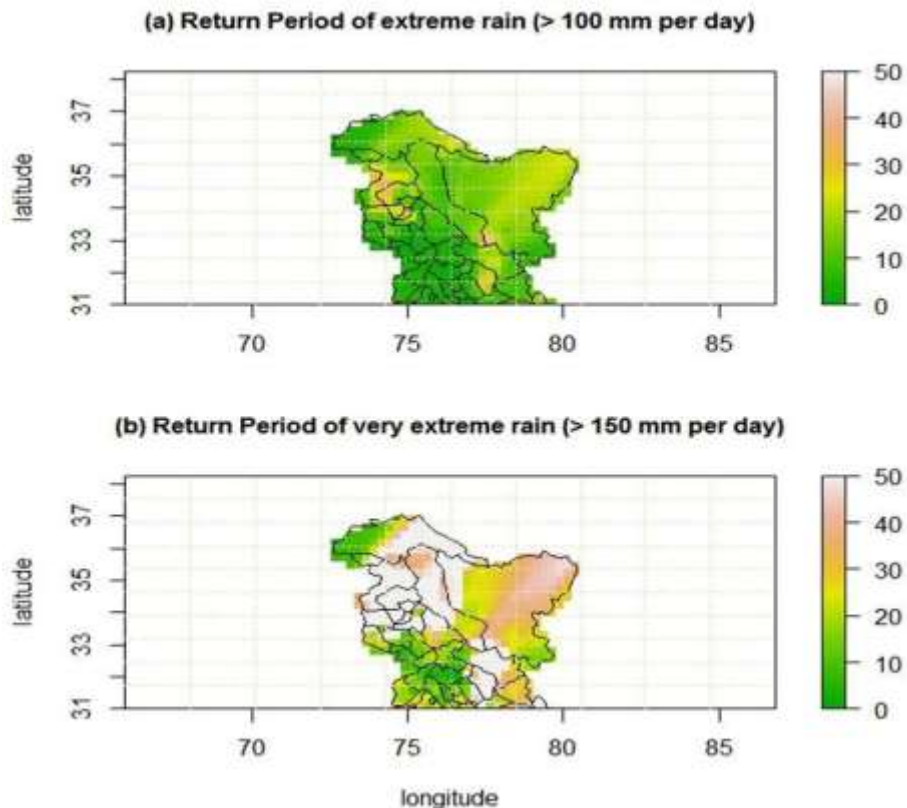 (a) Return Period of extreme rain (> 100 mm per day)
latitude
37
35
33
31
70 75 80 85
50
40
30
20
10
0
(b) Return Period of very extreme rain (> 150 mm per day)
latitude
37
35
33
31
70 75 80 85
longitude
50
40
30
20
10
0